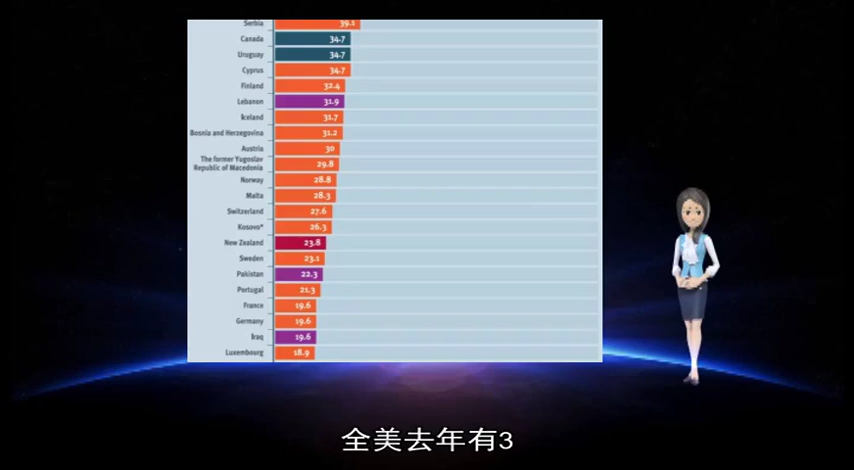 Serbia 39.1
Canada 34.7
Uruguay 34.7
Cyprus 34.7
Finland 32.4
Lebanon 31.9
Iceland 31.7
Bosnia and Herzegovina 31.2
Austria 30
The former Yugoslav
Republic of Macedonia 29.8
Norway 28.8
Malta 28.3
Switzerland 27.6
Kosovo* 26.3
New Zealand 23.8
Sweden 23.1
Pakistan 22.3
Portugal 21.3
France 19.6
Germany 19.6
Iraq 19.6
Luxembourg 18.9
全美去年有3